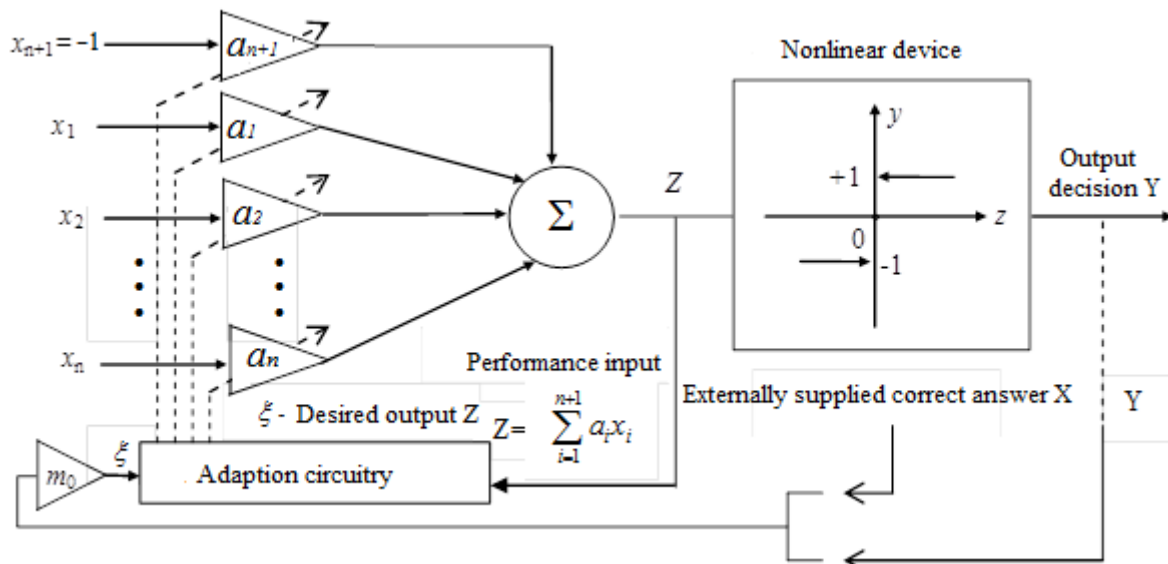 xₙ₊₁ = -1
aₙ₊₁
Nonlinear device
x₁
a₁
y
+1
Output
decision Y
Z
x₂
a₂
Σ
z
0
-1
xₙ
aₙ
Performance input
Externally supplied correct answer X
Y
ξ - Desired output Z
Z= ∑ᵢ₌₁ⁿ⁺¹ aᵢxᵢ
m₀
ξ
Adaption circuitry